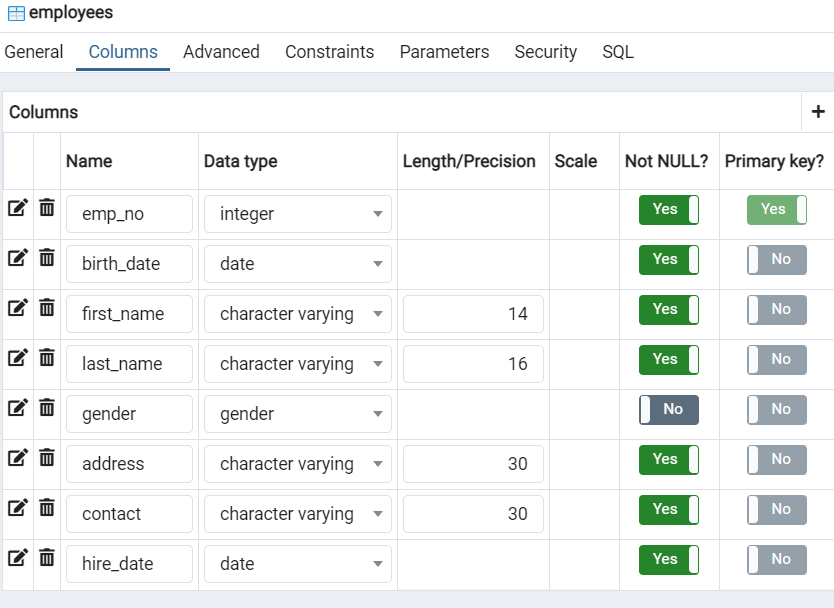 employees
General Columns Advanced Constraints Parameters Security SQL
Columns +
Name Data type Length/Precision Scale Not NULL? Primary key?
emp_no integer Yes Yes
birth_date date Yes No
first_name character varying 14 Yes No
last_name character varying 16 Yes No
gender gender No No
address character varying 30 Yes No
contact character varying 30 Yes No
hire_date date Yes No